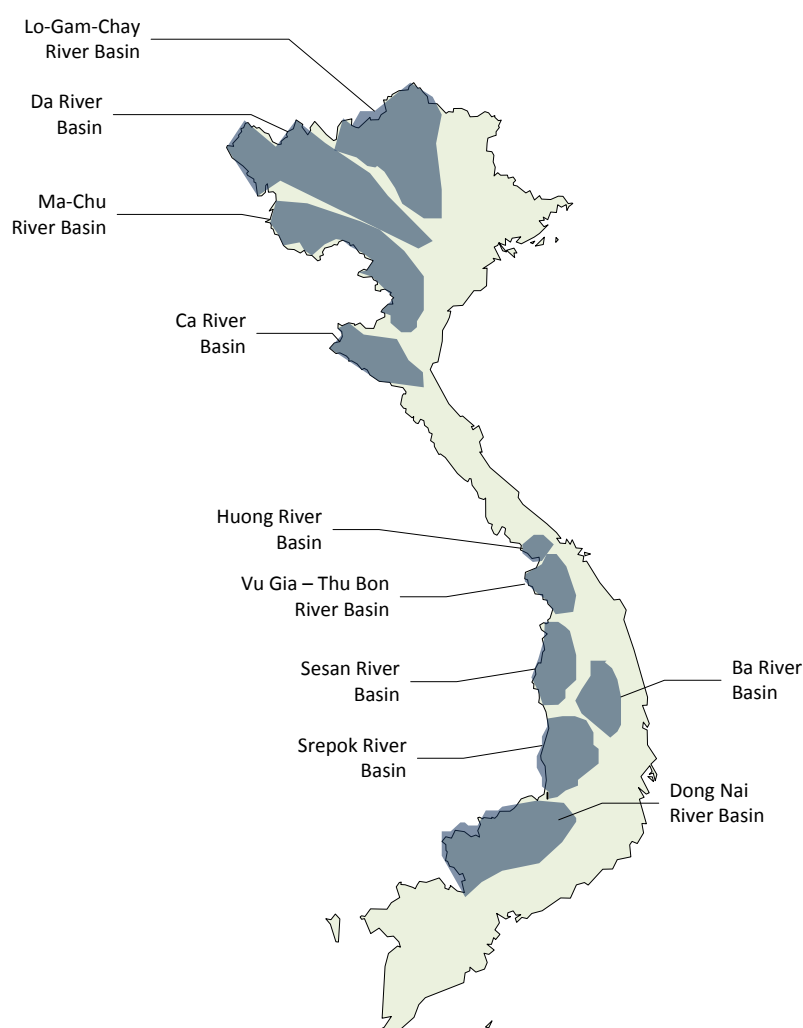 Lo-Gam-Chay
River Basin
Da River
Basin
Ma-Chu
River Basin
Ca River
Basin
Huong River
Basin
Vu Gia – Thu Bon
River Basin
Sesan River
Basin
Ba River
Basin
Srepok River
Basin
Dong Nai
River Basin